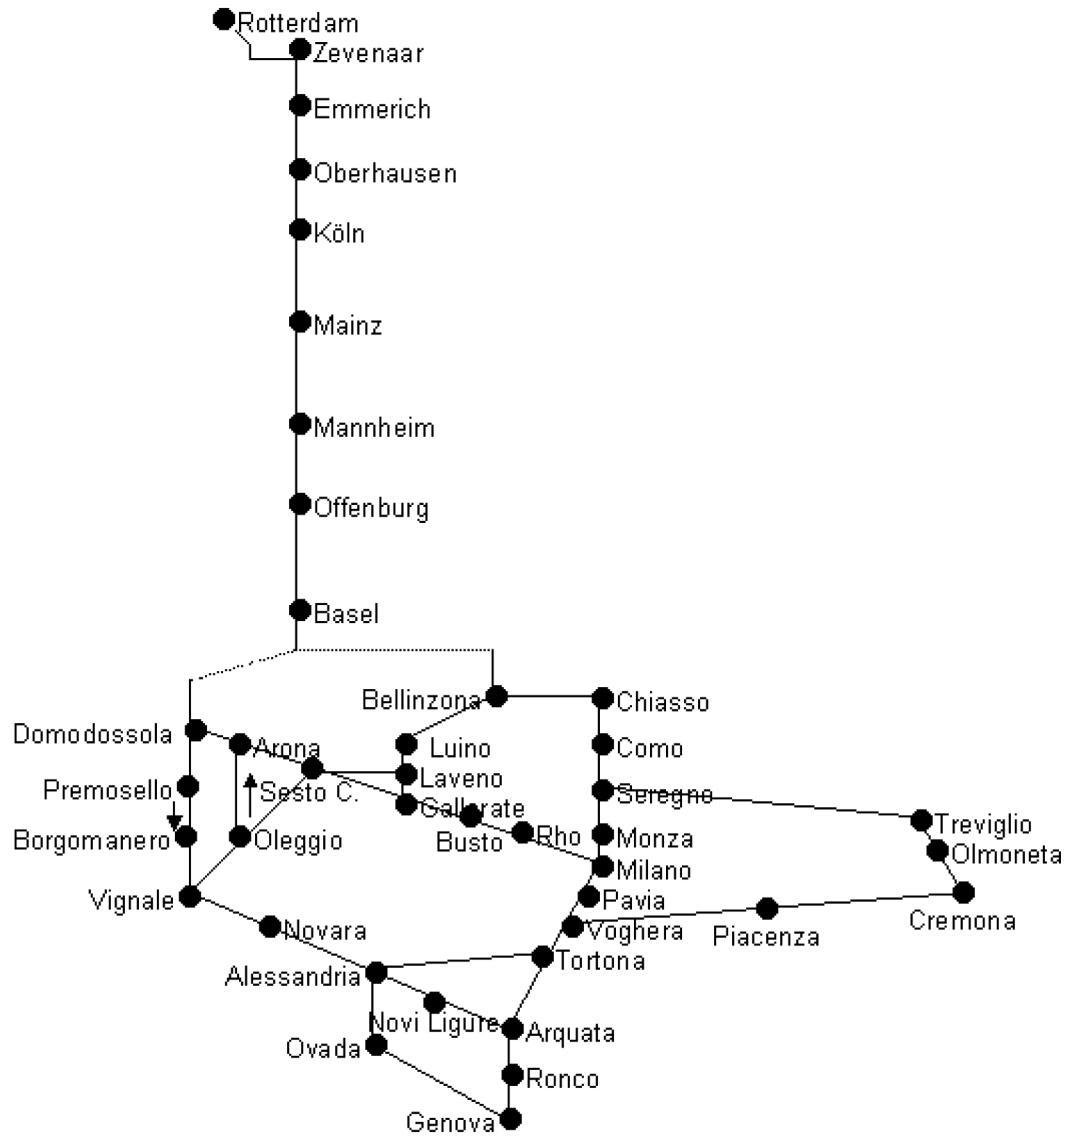 Rotterdam
Zevenaar
Emmerich
Oberhausen
Köln
Mainz
Mannheim
Offenburg
Basel
Bellinzona
Chiasso
Domodossola
Arona
Luino
Como
Premosello
Sesto C.
Laveno
Gallarate
Seregno
Borgomanero
Oleggio
Busto
Rho
Monza
Treviglio
Olmoneta
Milano
Vignale
Pavia
Cremona
Novara
Voghera
Piacenza
Alessandria
Tortona
Novi Ligure
Arquata
Ovada
Ronco
Genova